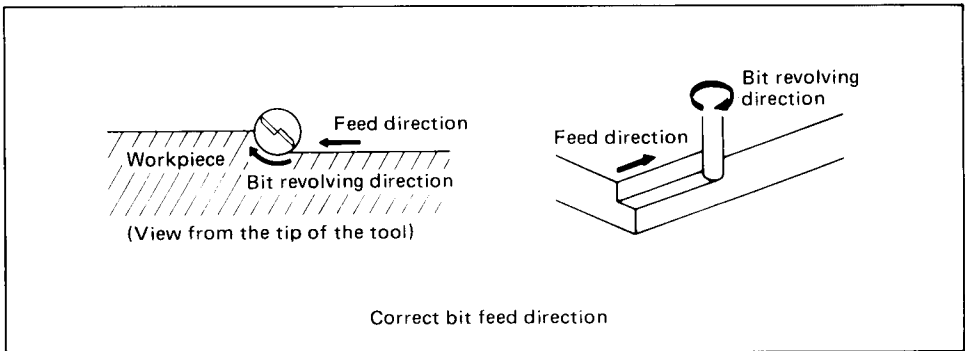 Feed direction
Workpiece
Bit revolving direction
(View from the tip of the tool)
Bit revolving
direction
Feed direction
Correct bit feed direction